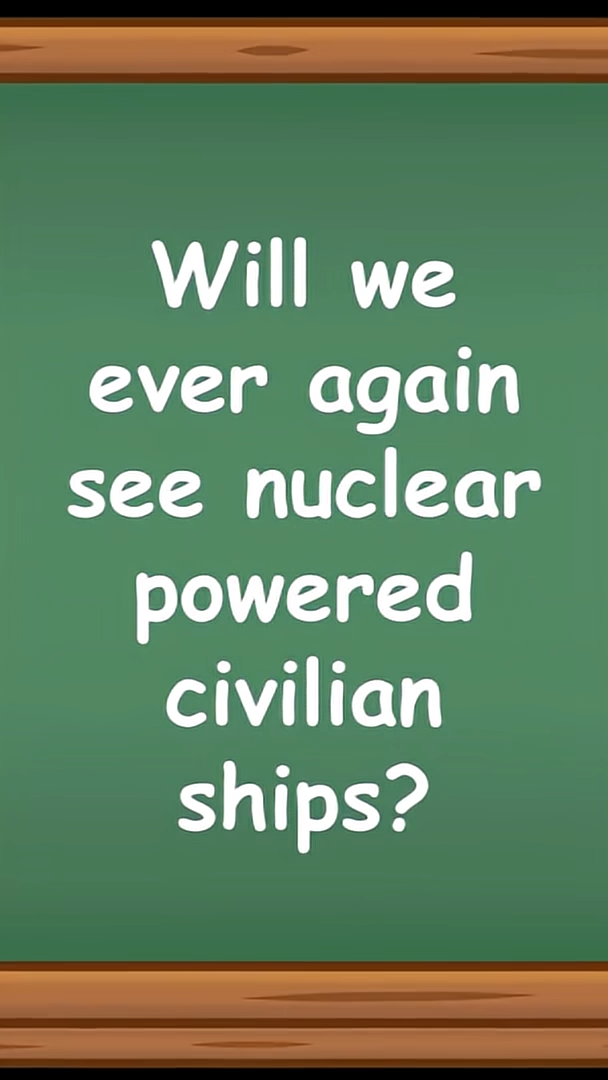 Will we
ever again
see nuclear
powered
civilian
ships?